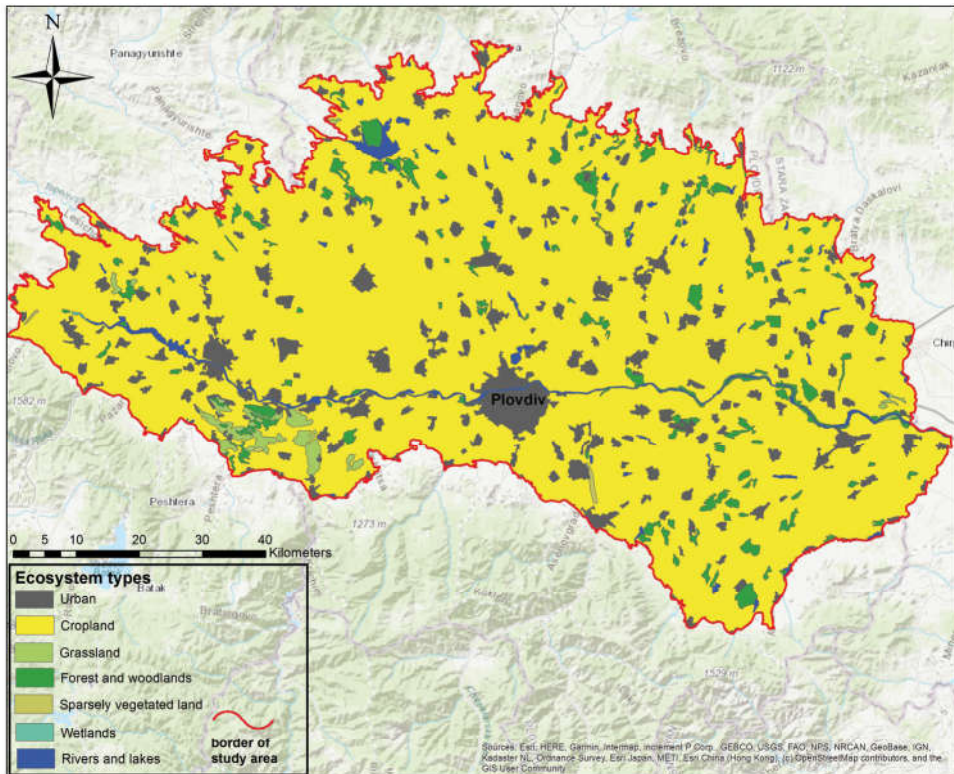 N
Panagyurishte
Brezovo
1122 m
Kazanlak
Panagyurishte
Bratya Daskalovi
Chirp
Plovdiv
1582 m
Peshtera
Peshtera
1273 m
0 5 10 20 30 40
Kilometers
Batak
1529 m
Ecosystem types
Urban
Cropland
Grassland
Forest and woodlands
Sparsely vegetated land
Wetlands
Rivers and lakes
border of
study area
Sources: Esri, HERE, Garmin, Intermap, increment P Corp., GEBCO, USGS, FAO, NPS, NRCAN, GeoBase, IGN,
Kadaster NL, Ordnance Survey, Esri Japan, METI, Esri China (Hong Kong), (c) OpenStreetMap contributors, and the
GIS User Community